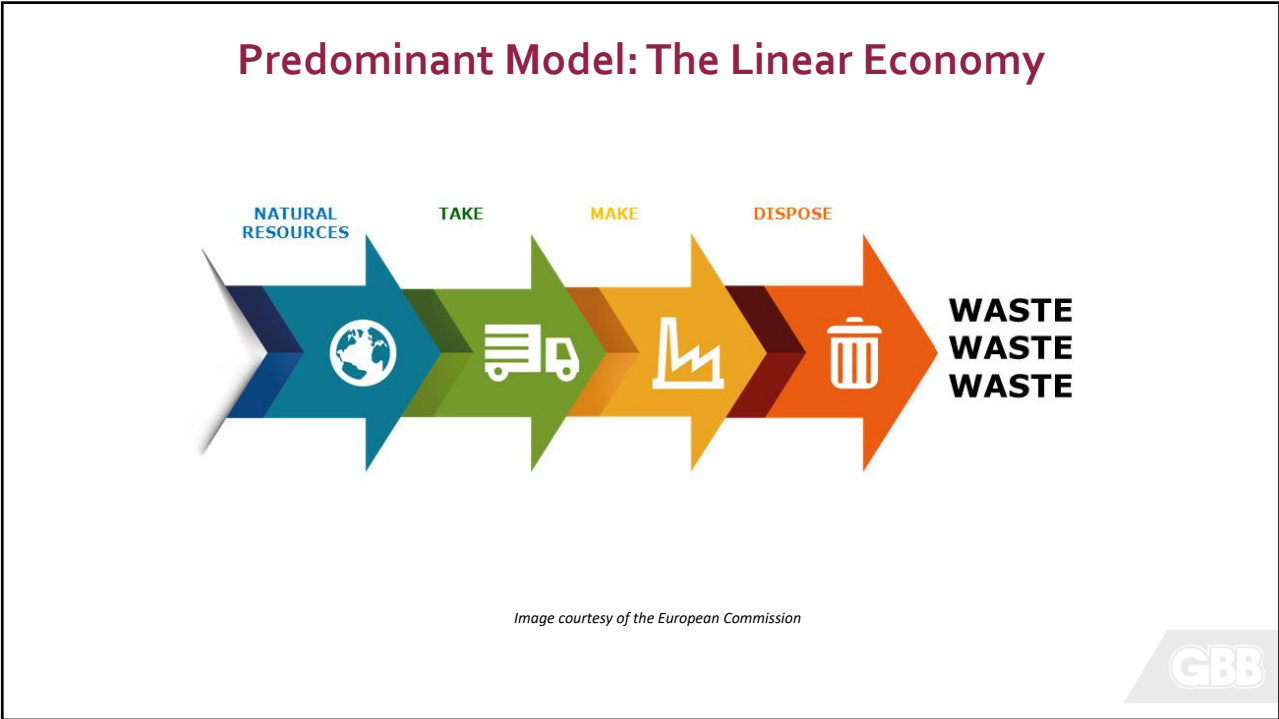 Predominant Model: The Linear Economy
NATURAL
RESOURCES
TAKE
MAKE
DISPOSE
WASTE
WASTE
WASTE
Image courtesy of the European Commission
GBB